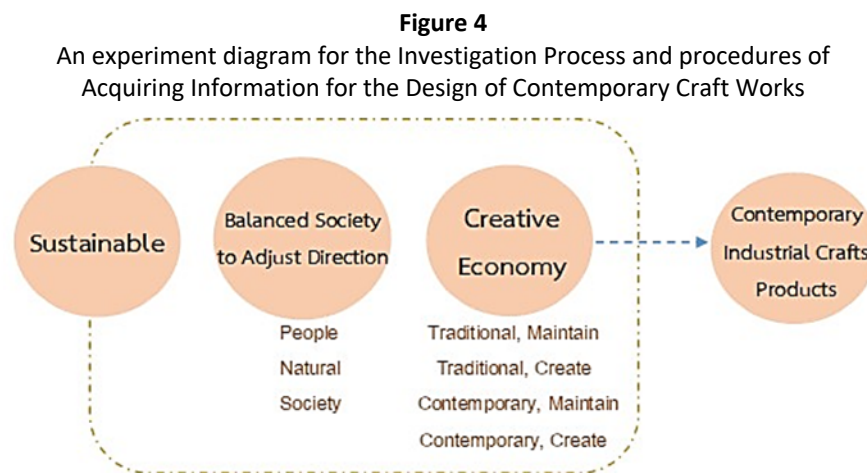 Figure 4
An experiment diagram for the Investigation Process and procedures of
Acquiring Information for the Design of Contemporary Craft Works
Sustainable
Balanced Society
to Adjust Direction
Creative
Economy
Contemporary
Industrial Crafts
Products
People
Natural
Society
Traditional, Maintain
Traditional, Create
Contemporary, Maintain
Contemporary, Create